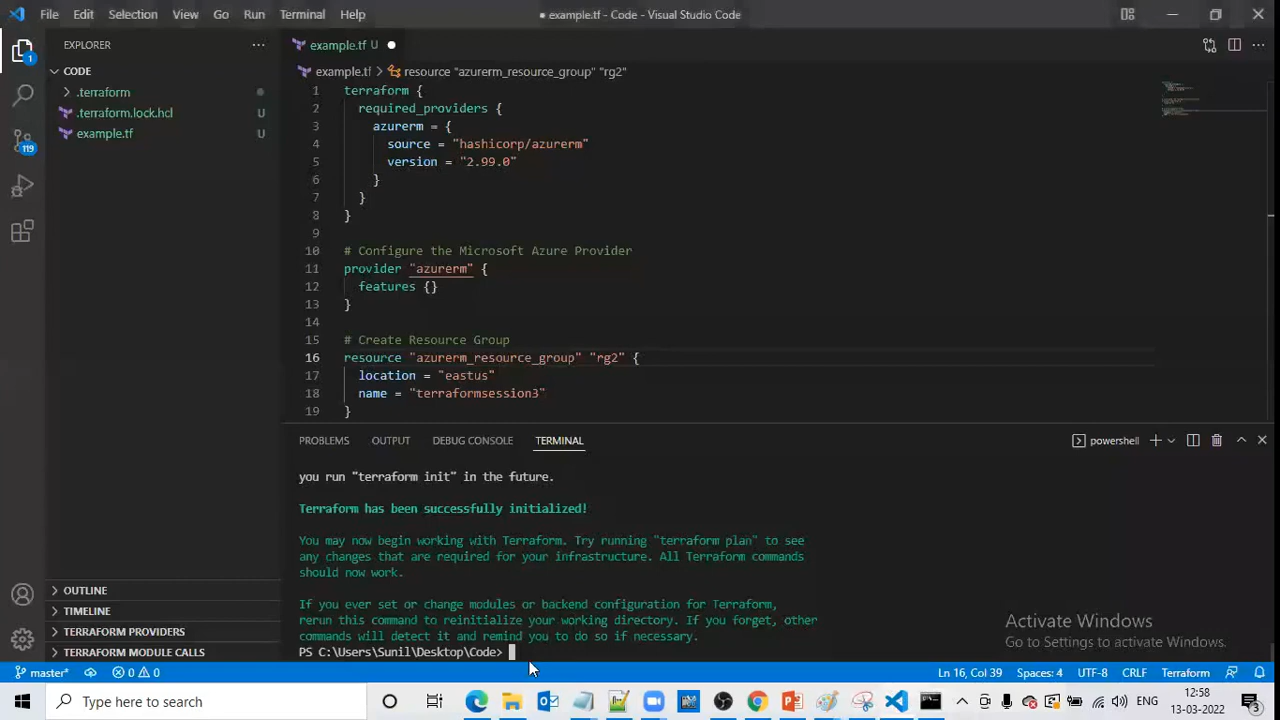 File Edit Selection View Go Run Terminal Help
● example.tf - Code - Visual Studio Code
EXPLORER
CODE
.terraform
.terraform.lock.hcl U
example.tf U
OUTLINE
TIMELINE
TERRAFORM PROVIDERS
TERRAFORM MODULE CALLS
1
119
example.tf U ●
example.tf > resource "azurerm_resource_group" "rg2"
1 terraform {
2 required_providers {
3 azurerm = {
4 source = "hashicorp/azurerm"
5 version = "2.99.0"
6 }
7 }
8 }
9
10 # Configure the Microsoft Azure Provider
11 provider "azurerm" {
12 features {}
13 }
14
15 # Create Resource Group
16 resource "azurerm_resource_group" "rg2" {
17 location = "eastus"
18 name = "terraformsession3"
19 }
PROBLEMS OUTPUT DEBUG CONSOLE TERMINAL
powershell
you run "terraform init" in the future.
Terraform has been successfully initialized!
You may now begin working with Terraform. Try running "terraform plan" to see
any changes that are required for your infrastructure. All Terraform commands
should now work.
If you ever set or change modules or backend configuration for Terraform,
rerun this command to reinitialize your working directory. If you forget, other
commands will detect it and remind you to do so if necessary.
PS C:\Users\Sunil\Desktop\Code>
Activate Windows
Go to Settings to activate Windows.
master* 0 0 Ln 16, Col 39 Spaces: 4 UTF-8 CRLF Terraform
Type here to search
ENG
12:58
13-03-2022
3